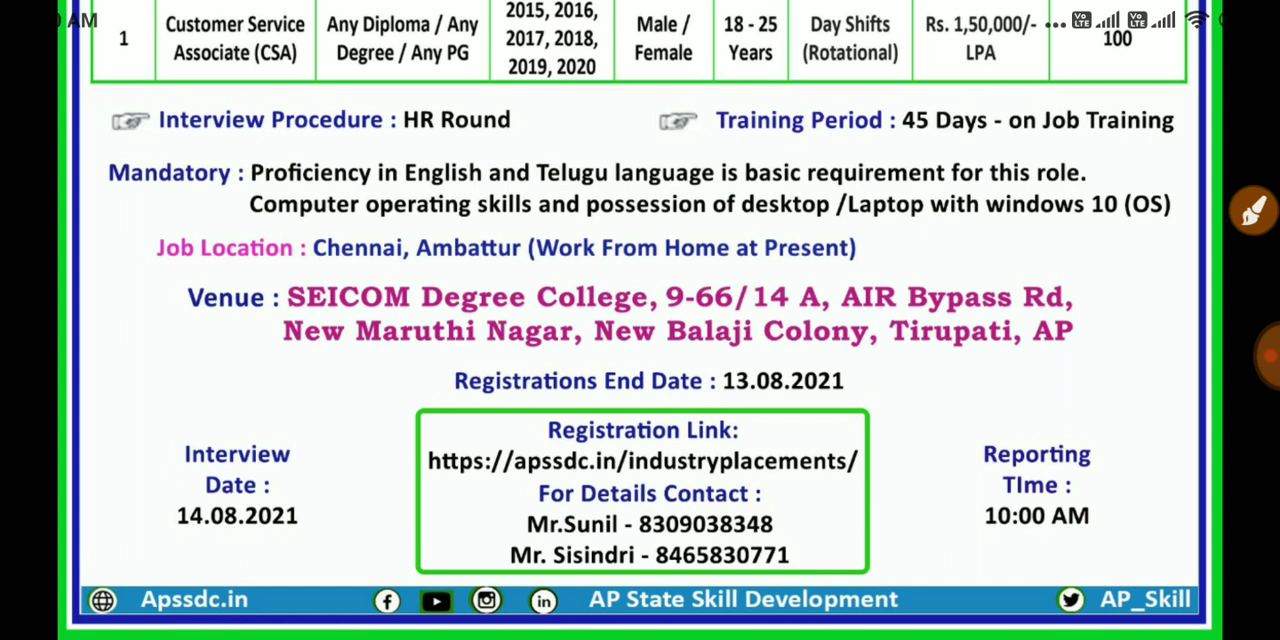 AM
VO LTE VO LTE
1 Customer Service Associate (CSA) Any Diploma / Any Degree / Any PG 2015, 2016, 2017, 2018, 2019, 2020 Male / Female 18 - 25 Years Day Shifts (Rotational) Rs. 1,50,000/- LPA 100
Interview Procedure : HR Round
Training Period : 45 Days - on Job Training
Mandatory : Proficiency in English and Telugu language is basic requirement for this role.
Computer operating skills and possession of desktop /Laptop with windows 10 (OS)
Job Location : Chennai, Ambattur (Work From Home at Present)
Venue : SEICOM Degree College, 9-66/14 A, AIR Bypass Rd,
New Maruthi Nagar, New Balaji Colony, Tirupati, AP
Registrations End Date : 13.08.2021
Interview
Date :
14.08.2021
Registration Link:
https://apssdc.in/industryplacements/
For Details Contact :
Mr.Sunil - 8309038348
Mr. Sisindri - 8465830771
Reporting
TIme :
10:00 AM
Apssdc.in
AP State Skill Development
AP_Skill